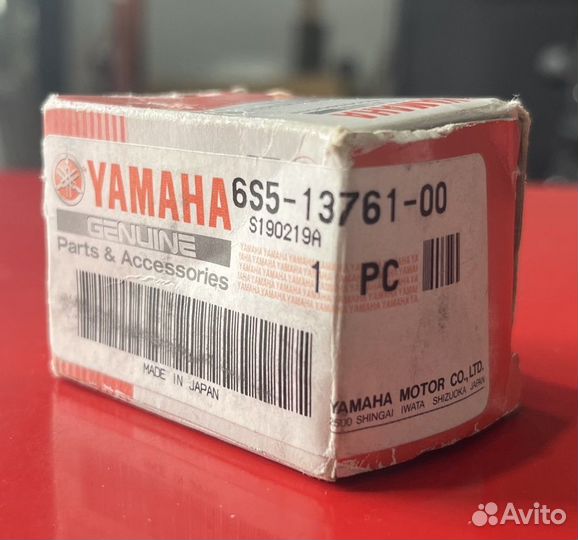 YAMAHA
GENUINE
Parts & Accessories
6S5-13761-00
S190219A
1 PC
MADE IN JAPAN
YAMAHA MOTOR CO.,LTD.
SHINGAI IWATA SHIZUOKA JAPAN
Avito